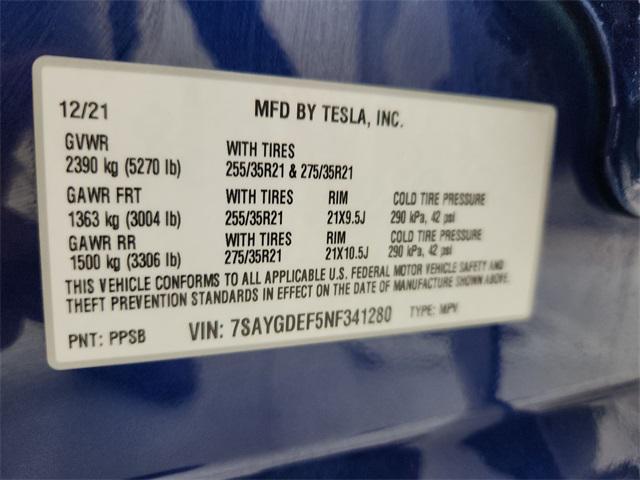 12/21 MFD BY TESLA, INC.
GVWR
2390 kg (5270 lb)
WITH TIRES
255/35R21 & 275/35R21
GAWR FRT WITH TIRES RIM COLD TIRE PRESSURE
1363 kg (3004 lb) 255/35R21 21X9.5J 290 kPa, 42 psi
GAWR RR WITH TIRES RIM COLD TIRE PRESSURE
1500 kg (3306 lb) 275/35R21 21X10.5J 290 kPa, 42 psi
THIS VEHICLE CONFORMS TO ALL APPLICABLE U.S. FEDERAL MOTOR VEHICLE SAFETY AND
THEFT PREVENTION STANDARDS IN EFFECT ON THE DATE OF MANUFACTURE SHOWN ABOVE.
PNT: PPSB VIN: 7SAYGDEF5NF341280 TYPE: MPV